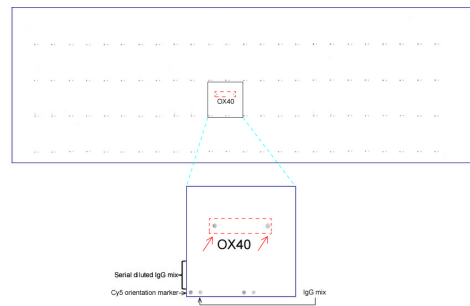 OX40
OX40
Serial diluted IgG mix
Cy5 orientation marker
IgG mix